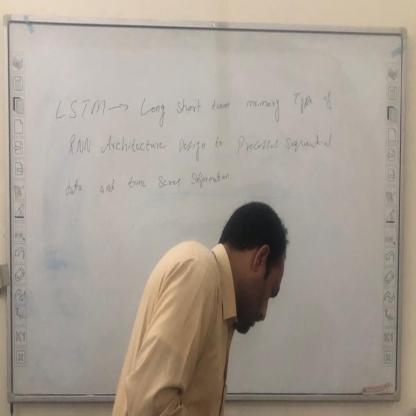 LSTM → Long short term memory Type of
RNN Architecture Design to Process Sequential
data and time Series Information.